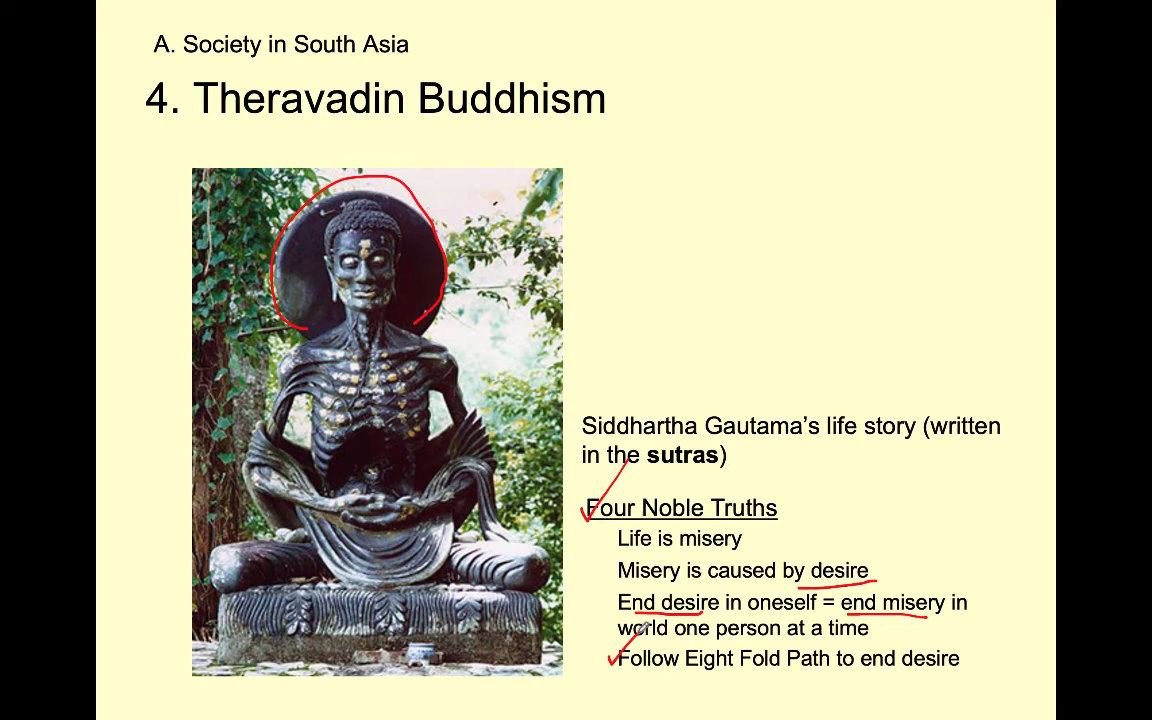 A. Society in South Asia
4. Theravadin Buddhism
Siddhartha Gautama’s life story (written
in the sutras)
Four Noble Truths
Life is misery
Misery is caused by desire
End desire in oneself = end misery in
world one person at a time
Follow Eight Fold Path to end desire